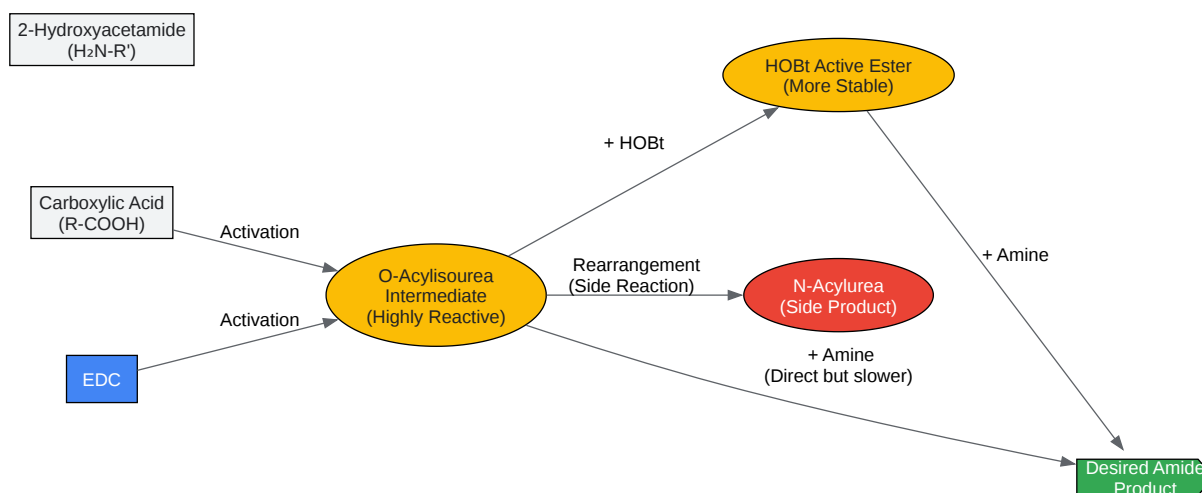 2-Hydroxyacetamide
(H₂N-R')
HOBt Active Ester
(More Stable)
+ HOBt
Carboxylic Acid
(R-COOH)
Activation
+ Amine
O-Acylisourea
Intermediate
(Highly Reactive)
Rearrangement
(Side Reaction)
N-Acylurea
(Side Product)
Activation
+ Amine
(Direct but slower)
EDC
Desired Amide
Product